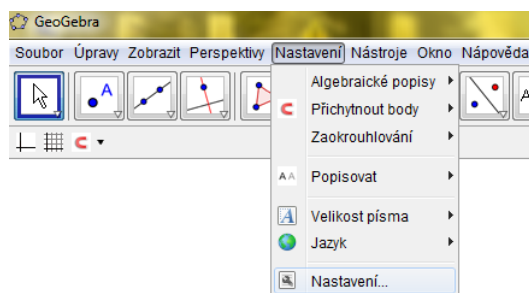 GeoGebra
Soubor Úpravy Zobrazit Perspektivy Nastavení Nástroje Okno Nápověda
A
Algebraické popisy
Přichytnout body
Zaokrouhlování
AA Popisovat
A Velikost písma
Jazyk
Nastavení...